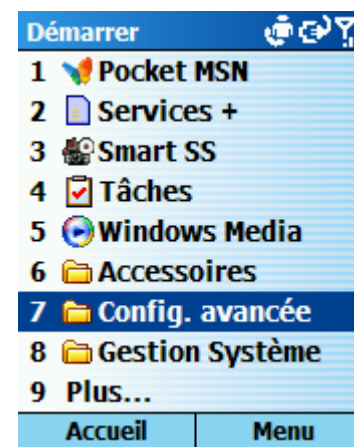 Démarrer
1 Pocket MSN
2 Services +
3 Smart SS
4 Tâches
5 Windows Media
6 Accessoires
7 Config. avancée
8 Gestion Système
9 Plus...
Accueil Menu